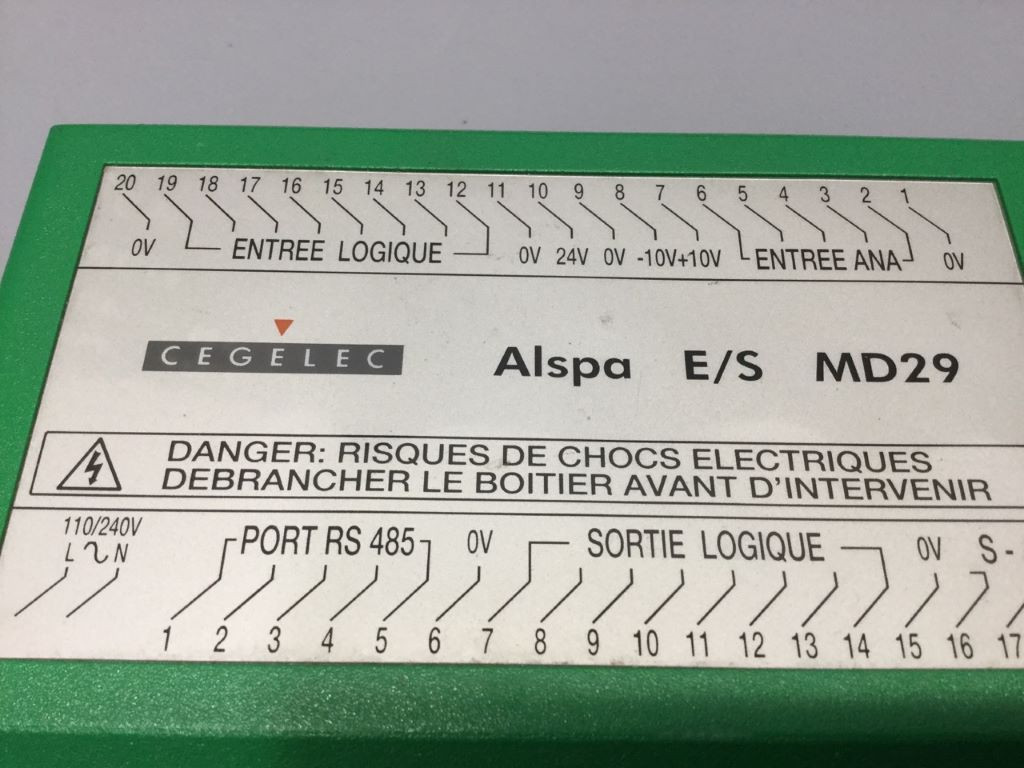 20 19 18 17 16 15 14 13 12 11 10 9 8 7 6 5 4 3 2 1
0V ENTREE LOGIQUE 0V 24V 0V -10V +10V ENTREE ANA 0V
CEGELEC Alspa E/S MD29
DANGER: RISQUES DE CHOCS ELECTRIQUES
DEBRANCHER LE BOITIER AVANT D'INTERVENIR
110/240V
L N PORT RS 485 0V SORTIE LOGIQUE 0V S -
1 2 3 4 5 6 7 8 9 10 11 12 13 14 15 16 17